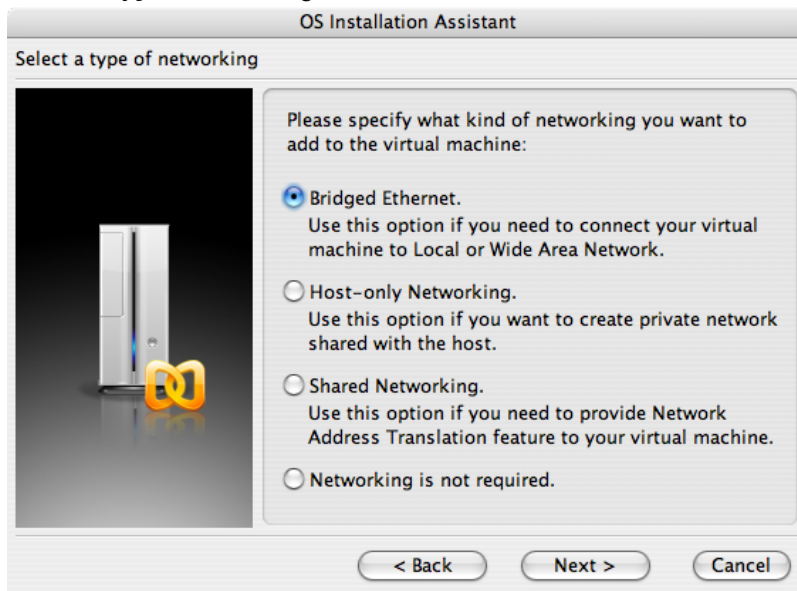 OS Installation Assistant
Select a type of networking
Please specify what kind of networking you want to
add to the virtual machine:
Bridged Ethernet.
Use this option if you need to connect your virtual
machine to Local or Wide Area Network.
Host-only Networking.
Use this option if you want to create private network
shared with the host.
Shared Networking.
Use this option if you need to provide Network
Address Translation feature to your virtual machine.
Networking is not required.
< Back
Next >
Cancel